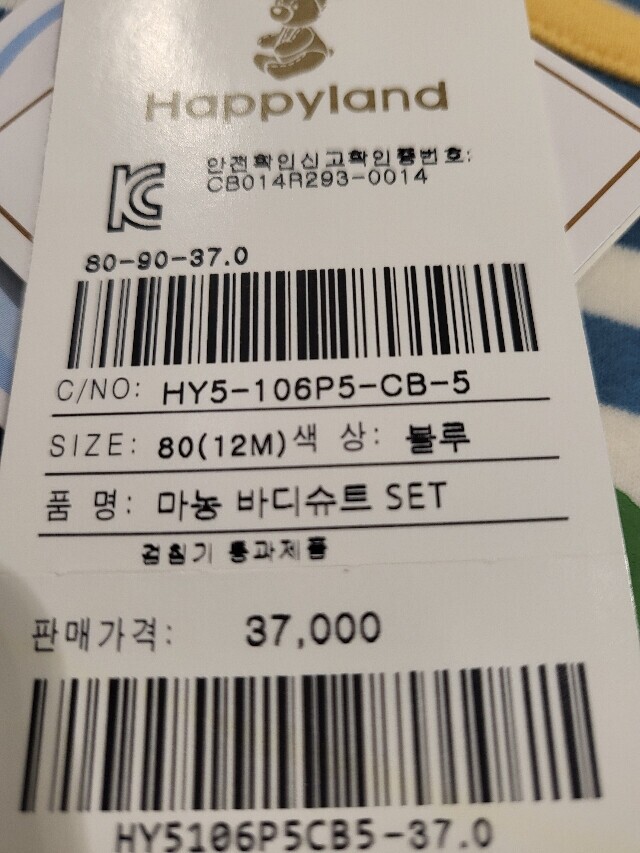 Happyland
안전확인신고확인증번호:
CB014R293-0014
80-90-37.0
C/NO: HY5-106P5-CB-5
SIZE: 80(12M) 색 상: 블루
품 명: 마농 바디슈트 SET
검침기 통과제품
판매가격: 37,000
HY5106P5CB5-37.0